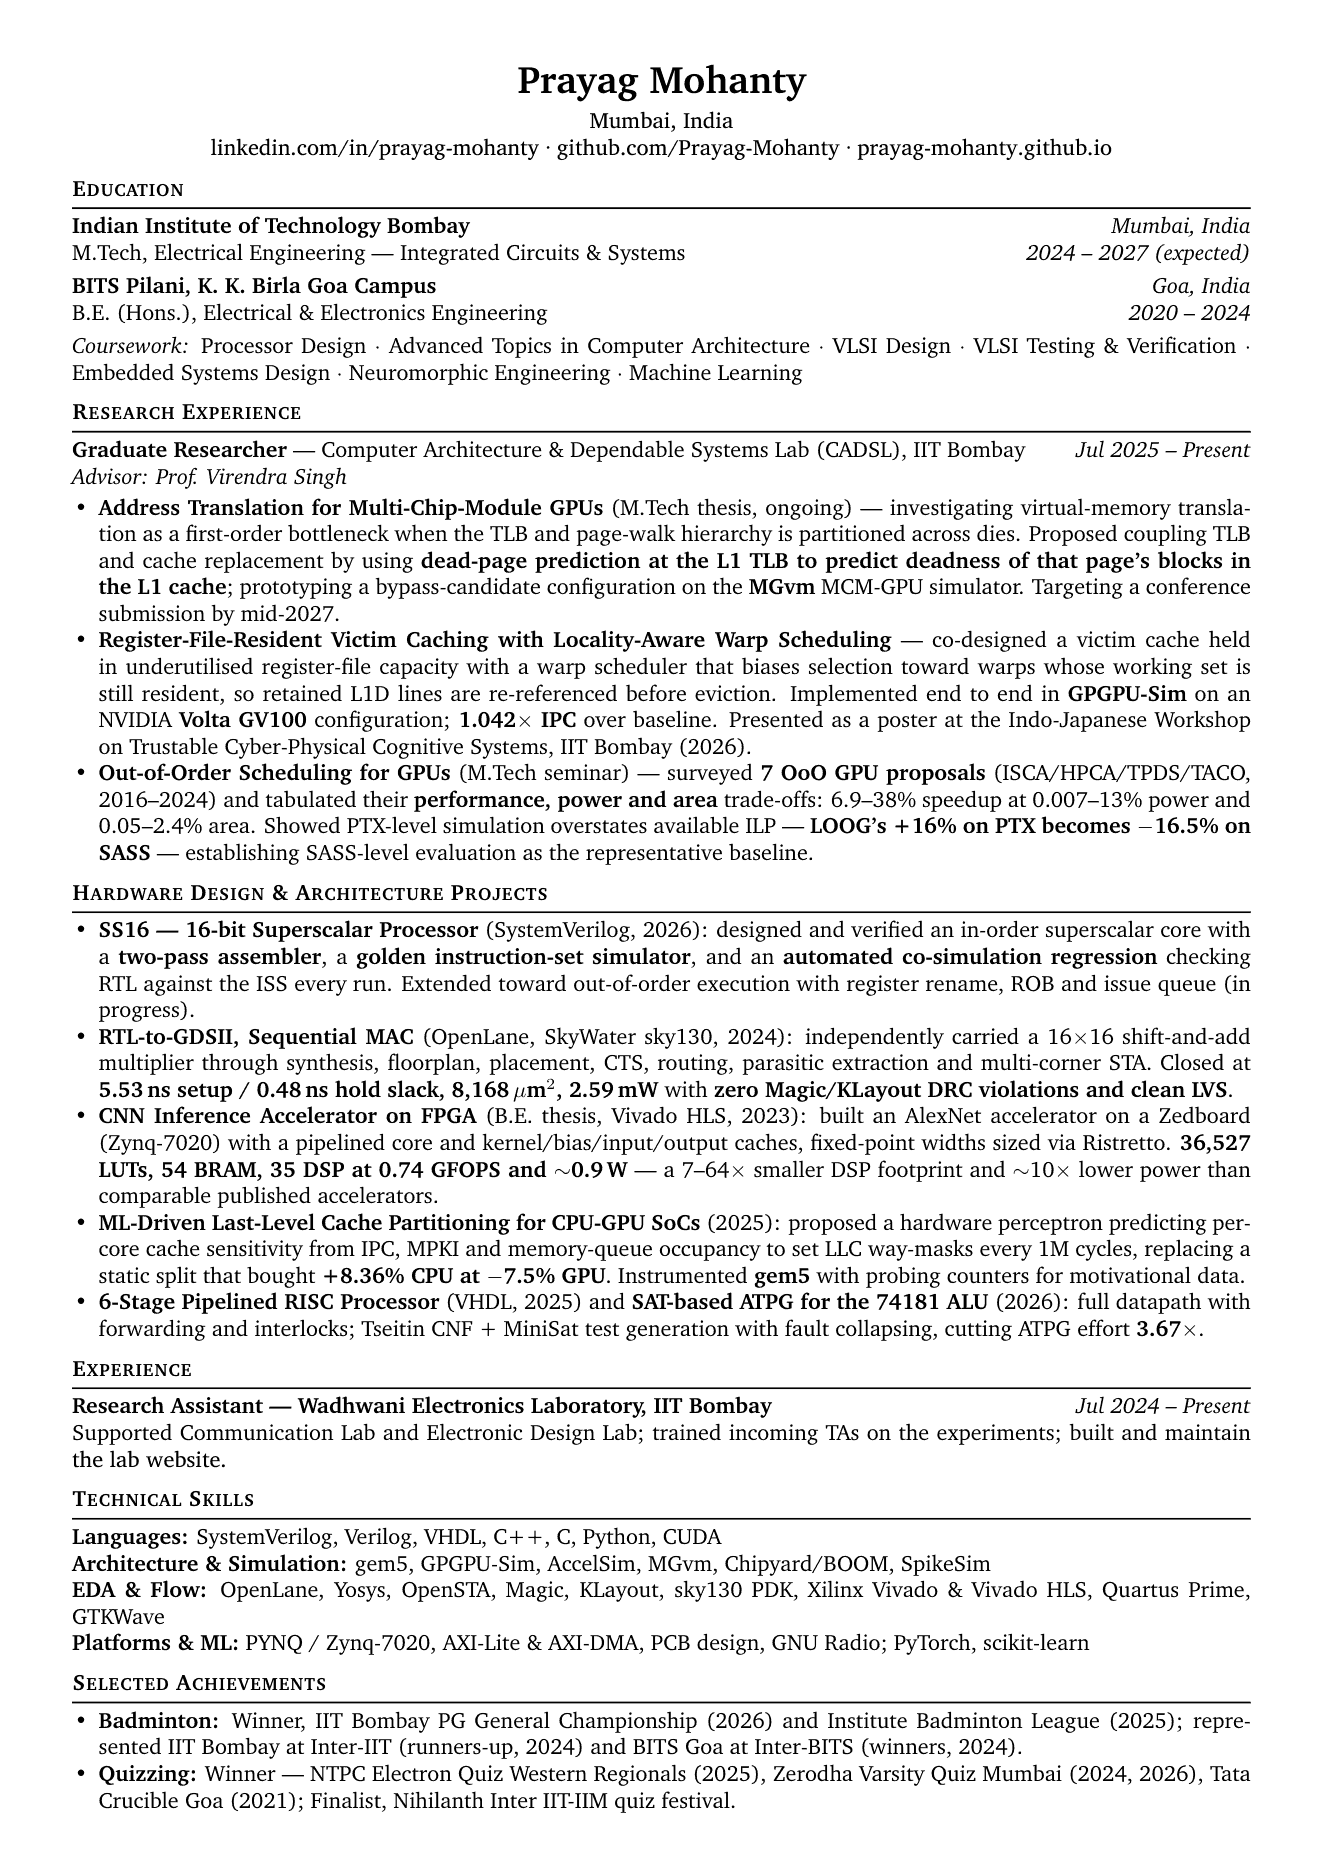 Prayag Mohanty
Mumbai, India
linkedin.com/in/prayag-mohanty · github.com/Prayag-Mohanty · prayag-mohanty.github.io
EDUCATION
Indian Institute of Technology Bombay Mumbai, India
M.Tech, Electrical Engineering — Integrated Circuits & Systems 2024 – 2027 (expected)
BITS Pilani, K. K. Birla Goa Campus Goa, India
B.E. (Hons.), Electrical & Electronics Engineering 2020 – 2024
Coursework: Processor Design · Advanced Topics in Computer Architecture · VLSI Design · VLSI Testing & Verification ·
Embedded Systems Design · Neuromorphic Engineering · Machine Learning
RESEARCH EXPERIENCE
Graduate Researcher — Computer Architecture & Dependable Systems Lab (CADSL), IIT Bombay Jul 2025 – Present
Advisor: Prof. Virendra Singh
• Address Translation for Multi-Chip-Module GPUs (M.Tech thesis, ongoing) — investigating virtual-memory transla-
tion as a first-order bottleneck when the TLB and page-walk hierarchy is partitioned across dies. Proposed coupling TLB
and cache replacement by using dead-page prediction at the L1 TLB to predict deadness of that page's blocks in
the L1 cache; prototyping a bypass-candidate configuration on the MGvm MCM-GPU simulator. Targeting a conference
submission by mid-2027.
• Register-File-Resident Victim Caching with Locality-Aware Warp Scheduling — co-designed a victim cache held
in underutilised register-file capacity with a warp scheduler that biases selection toward warps whose working set is
still resident, so retained L1D lines are re-referenced before eviction. Implemented end to end in GPGPU-Sim on an
NVIDIA Volta GV100 configuration; 1.042× IPC over baseline. Presented as a poster at the Indo-Japanese Workshop
on Trustable Cyber-Physical Cognitive Systems, IIT Bombay (2026).
• Out-of-Order Scheduling for GPUs (M.Tech seminar) — surveyed 7 OoO GPU proposals (ISCA/HPCA/TPDS/TACO,
2016–2024) and tabulated their performance, power and area trade-offs: 6.9–38% speedup at 0.007–13% power and
0.05–2.4% area. Showed PTX-level simulation overstates available ILP — LOOG's +16% on PTX becomes −16.5% on
SASS — establishing SASS-level evaluation as the representative baseline.
HARDWARE DESIGN & ARCHITECTURE PROJECTS
• SS16 — 16-bit Superscalar Processor (SystemVerilog, 2026): designed and verified an in-order superscalar core with
a two-pass assembler, a golden instruction-set simulator, and an automated co-simulation regression checking
RTL against the ISS every run. Extended toward out-of-order execution with register rename, ROB and issue queue (in
progress).
• RTL-to-GDSII, Sequential MAC (OpenLane, SkyWater sky130, 2024): independently carried a 16×16 shift-and-add
multiplier through synthesis, floorplan, placement, CTS, routing, parasitic extraction and multi-corner STA. Closed at
5.53 ns setup / 0.48 ns hold slack, 8,168 μm², 2.59 mW with zero Magic/KLayout DRC violations and clean LVS.
• CNN Inference Accelerator on FPGA (B.E. thesis, Vivado HLS, 2023): built an AlexNet accelerator on a Zedboard
(Zynq-7020) with a pipelined core and kernel/bias/input/output caches, fixed-point widths sized via Ristretto. 36,527
LUTs, 54 BRAM, 35 DSP at 0.74 GFOPS and ∼0.9 W — a 7–64× smaller DSP footprint and ∼10× lower power than
comparable published accelerators.
• ML-Driven Last-Level Cache Partitioning for CPU-GPU SoCs (2025): proposed a hardware perceptron predicting per-
core cache sensitivity from IPC, MPKI and memory-queue occupancy to set LLC way-masks every 1M cycles, replacing a
static split that bought +8.36% CPU at −7.5% GPU. Instrumented gem5 with probing counters for motivational data.
• 6-Stage Pipelined RISC Processor (VHDL, 2025) and SAT-based ATPG for the 74181 ALU (2026): full datapath with
forwarding and interlocks; Tseitin CNF + MiniSat test generation with fault collapsing, cutting ATPG effort 3.67×.
EXPERIENCE
Research Assistant — Wadhwani Electronics Laboratory, IIT Bombay Jul 2024 – Present
Supported Communication Lab and Electronic Design Lab; trained incoming TAs on the experiments; built and maintain
the lab website.
TECHNICAL SKILLS
Languages: SystemVerilog, Verilog, VHDL, C++, C, Python, CUDA
Architecture & Simulation: gem5, GPGPU-Sim, AccelSim, MGvm, Chipyard/BOOM, SpikeSim
EDA & Flow: OpenLane, Yosys, OpenSTA, Magic, KLayout, sky130 PDK, Xilinx Vivado & Vivado HLS, Quartus Prime,
GTKWave
Platforms & ML: PYNQ / Zynq-7020, AXI-Lite & AXI-DMA, PCB design, GNU Radio; PyTorch, scikit-learn
SELECTED ACHIEVEMENTS
• Badminton: Winner, IIT Bombay PG General Championship (2026) and Institute Badminton League (2025); repre-
sented IIT Bombay at Inter-IIT (runners-up, 2024) and BITS Goa at Inter-BITS (winners, 2024).
• Quizzing: Winner — NTPC Electron Quiz Western Regionals (2025), Zerodha Varsity Quiz Mumbai (2024, 2026), Tata
Crucible Goa (2021); Finalist, Nihilanth Inter IIT-IIM quiz festival.